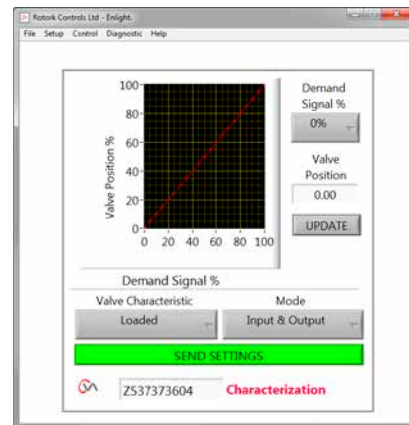 Rotork Controls Ltd - Enlight.
File Setup Control Diagnostic Help
100
80
60
40
20
0
Valve Position %
0 20 40 60 80 100
Demand Signal %
Demand
Signal %
0%
Valve
Position
0.00
UPDATE
Valve Characteristic
Mode
Loaded
Input & Output
SEND SETTINGS
ZS37373604
Characterization